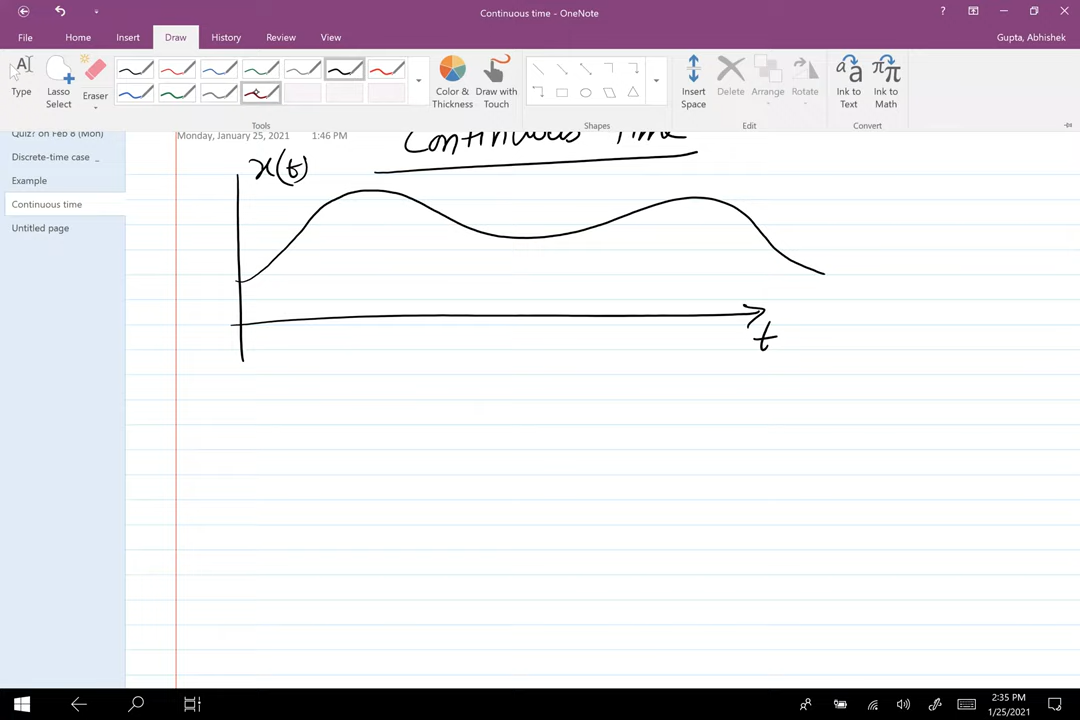 Continuous time - OneNote
File Home Insert Draw History Review View Gupta, Abhishek
Type Lasso Select Eraser Color & Thickness Draw with Touch Insert Space Delete Arrange Rotate Ink to Text Ink to Math
Tools Shapes Edit Convert
Quiz? on Feb 8 (Mon)
Discrete-time case _
Example
Continuous time
Untitled page
Monday, January 25, 2021 1:46 PM
Continuous Time
x(t)
t
2:35 PM
1/25/2021